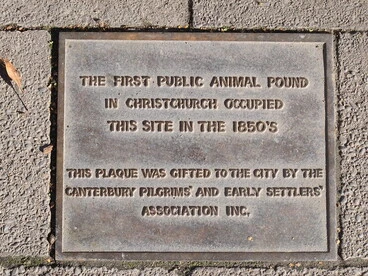 THE FIRST PUBLIC ANIMAL POUND
IN CHRISTCHURCH OCCUPIED
THIS SITE IN THE 1850'S
THIS PLAQUE WAS GIFTED TO THE CITY BY THE
CANTERBURY PILGRIMS' AND EARLY SETTLERS'
ASSOCIATION INC.